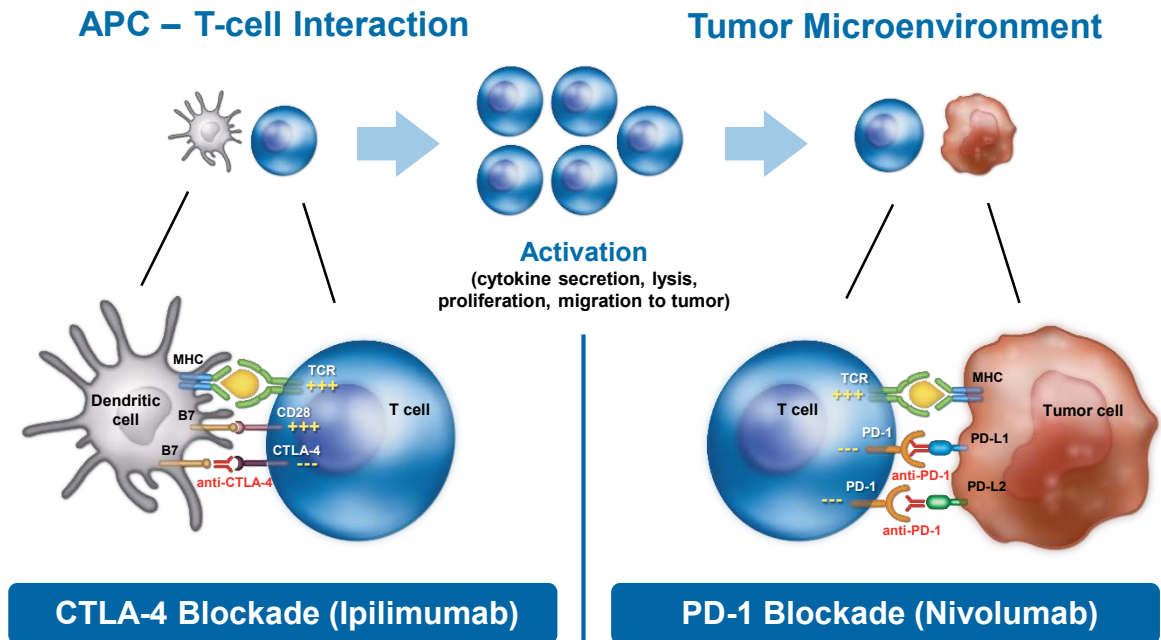 APC – T-cell Interaction
Tumor Microenvironment
Activation
(cytokine secretion, lysis,
proliferation, migration to tumor)
MHC
TCR
+++
Dendritic
cell
T cell
B7
CD28
+++
B7
CTLA-4
---
anti-CTLA-4
TCR
+++
MHC
T cell
Tumor cell
PD-1
---
PD-L1
anti-PD-1
PD-1
---
PD-L2
anti-PD-1
CTLA-4 Blockade (Ipilimumab)
PD-1 Blockade (Nivolumab)